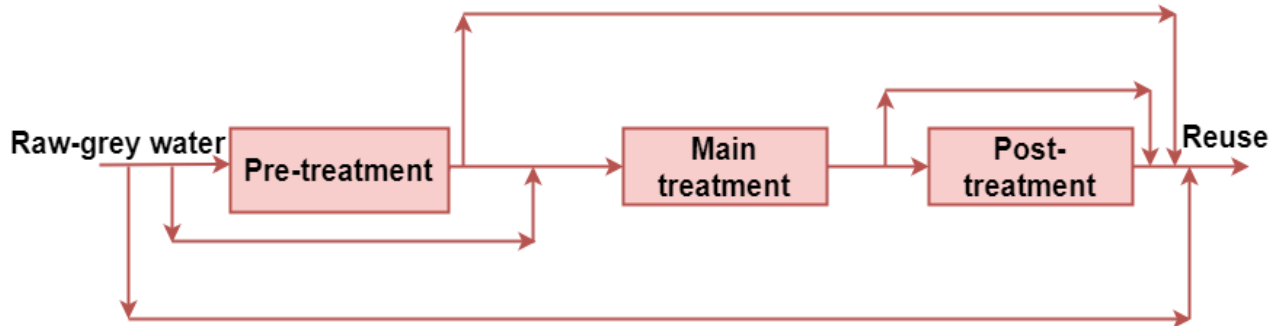 Raw-grey water
Pre-treatment
Main
treatment
Post-
treatment
Reuse